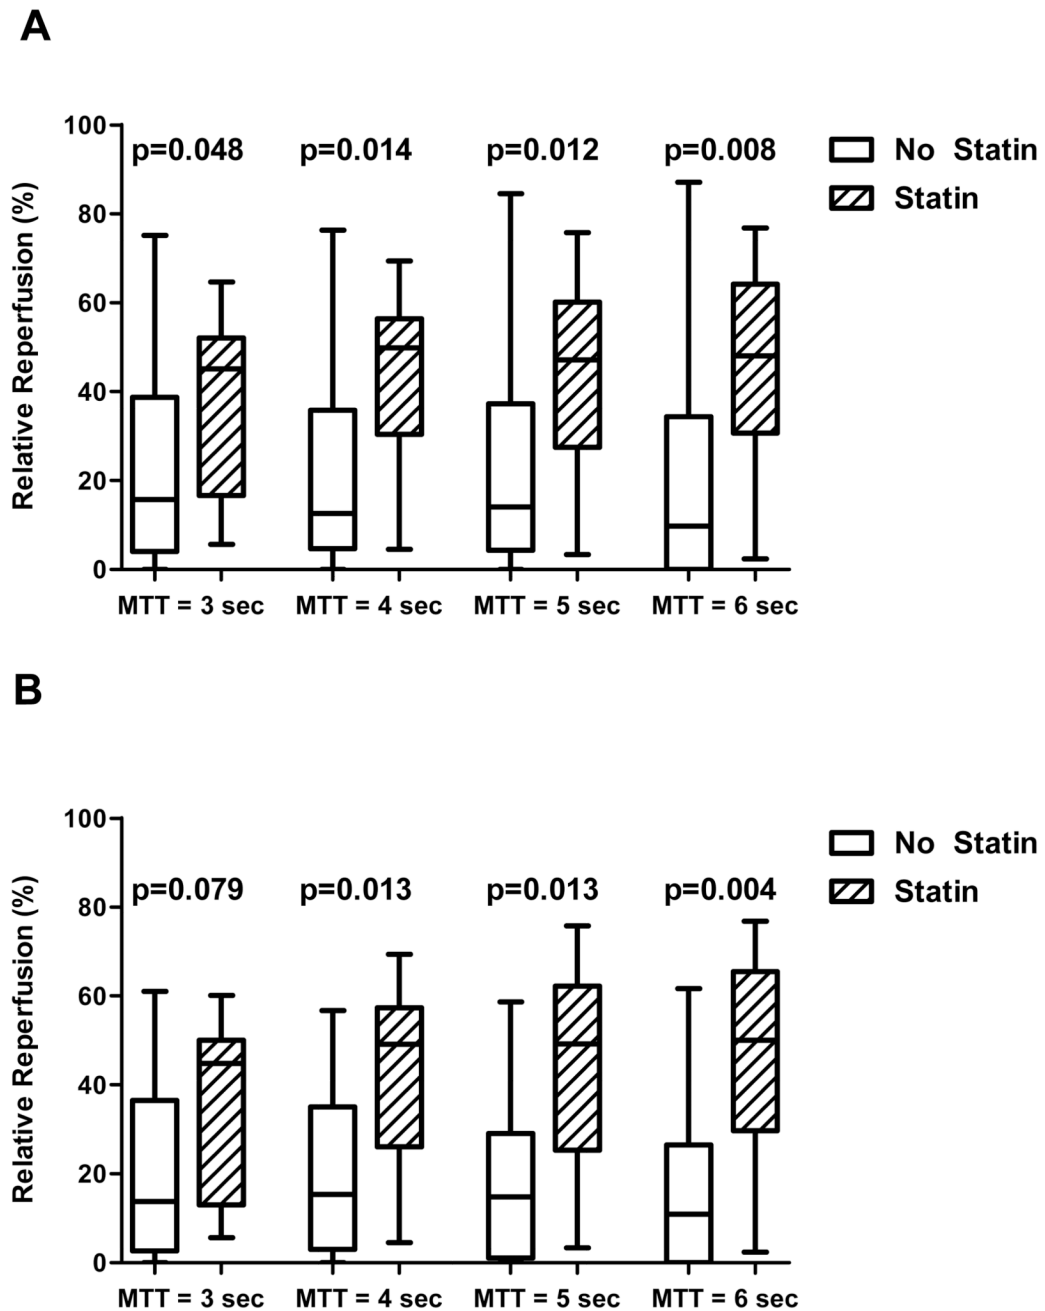 A
100
80
60
40
20
0
Relative Reperfusion (%)
p=0.048 p=0.014 p=0.012 p=0.008
No Statin
Statin
MTT = 3 sec MTT = 4 sec MTT = 5 sec MTT = 6 sec
B
100
80
60
40
20
0
Relative Reperfusion (%)
p=0.079 p=0.013 p=0.013 p=0.004
No Statin
Statin
MTT = 3 sec MTT = 4 sec MTT = 5 sec MTT = 6 sec